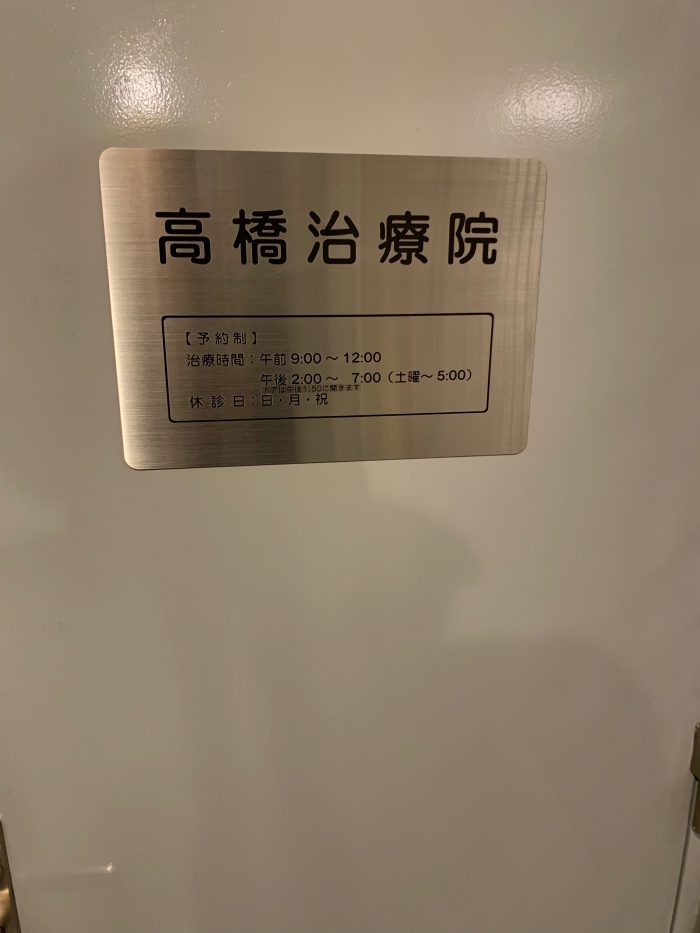 高橋治療院
【予約制】
治療時間：午前 9:00 ～ 12:00
午後 2:00 ～ 7:00（土曜～ 5:00）
ドアは午後1:50に開きます
休診日：日・月・祝